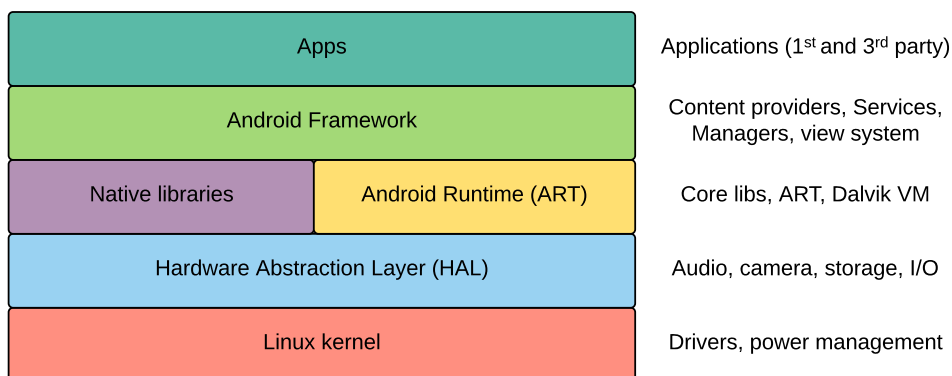 Apps
Applications (1st and 3rd party)
Android Framework
Content providers, Services,
Managers, view system
Native libraries
Android Runtime (ART)
Core libs, ART, Dalvik VM
Hardware Abstraction Layer (HAL)
Audio, camera, storage, I/O
Linux kernel
Drivers, power management